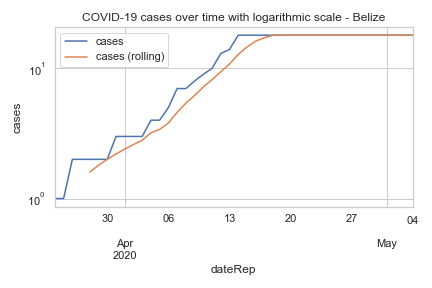 COVID-19 cases over time with logarithmic scale - Belize
cases
cases (rolling)
10¹
10⁰
cases
30
06
13
20
27
04
Apr
2020
May
dateRep